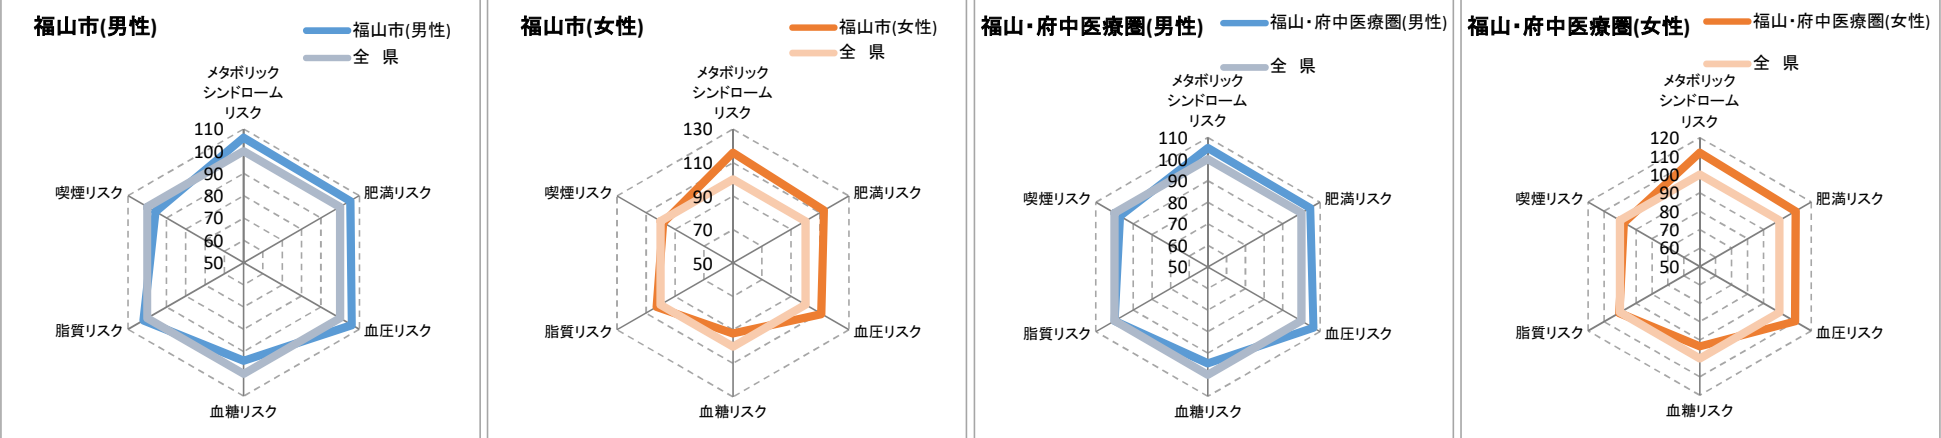 福山市(男性)
福山市(男性)
全　県
メタボリック
シンドローム
リスク
110
100
90
80
70
60
50
喫煙リスク
肥満リスク
脂質リスク
血圧リスク
血糖リスク
福山市(女性)
福山市(女性)
全　県
メタボリック
シンドローム
リスク
130
110
90
70
50
喫煙リスク
肥満リスク
脂質リスク
血圧リスク
血糖リスク
福山・府中医療圏(男性)
福山・府中医療圏(男性)
全　県
メタボリック
シンドローム
リスク
110
100
90
80
70
60
50
喫煙リスク
肥満リスク
脂質リスク
血圧リスク
血糖リスク
福山・府中医療圏(女性)
福山・府中医療圏(女性)
全　県
メタボリック
シンドローム
リスク
120
110
100
90
80
70
60
50
喫煙リスク
肥満リスク
脂質リスク
血圧リスク
血糖リスク